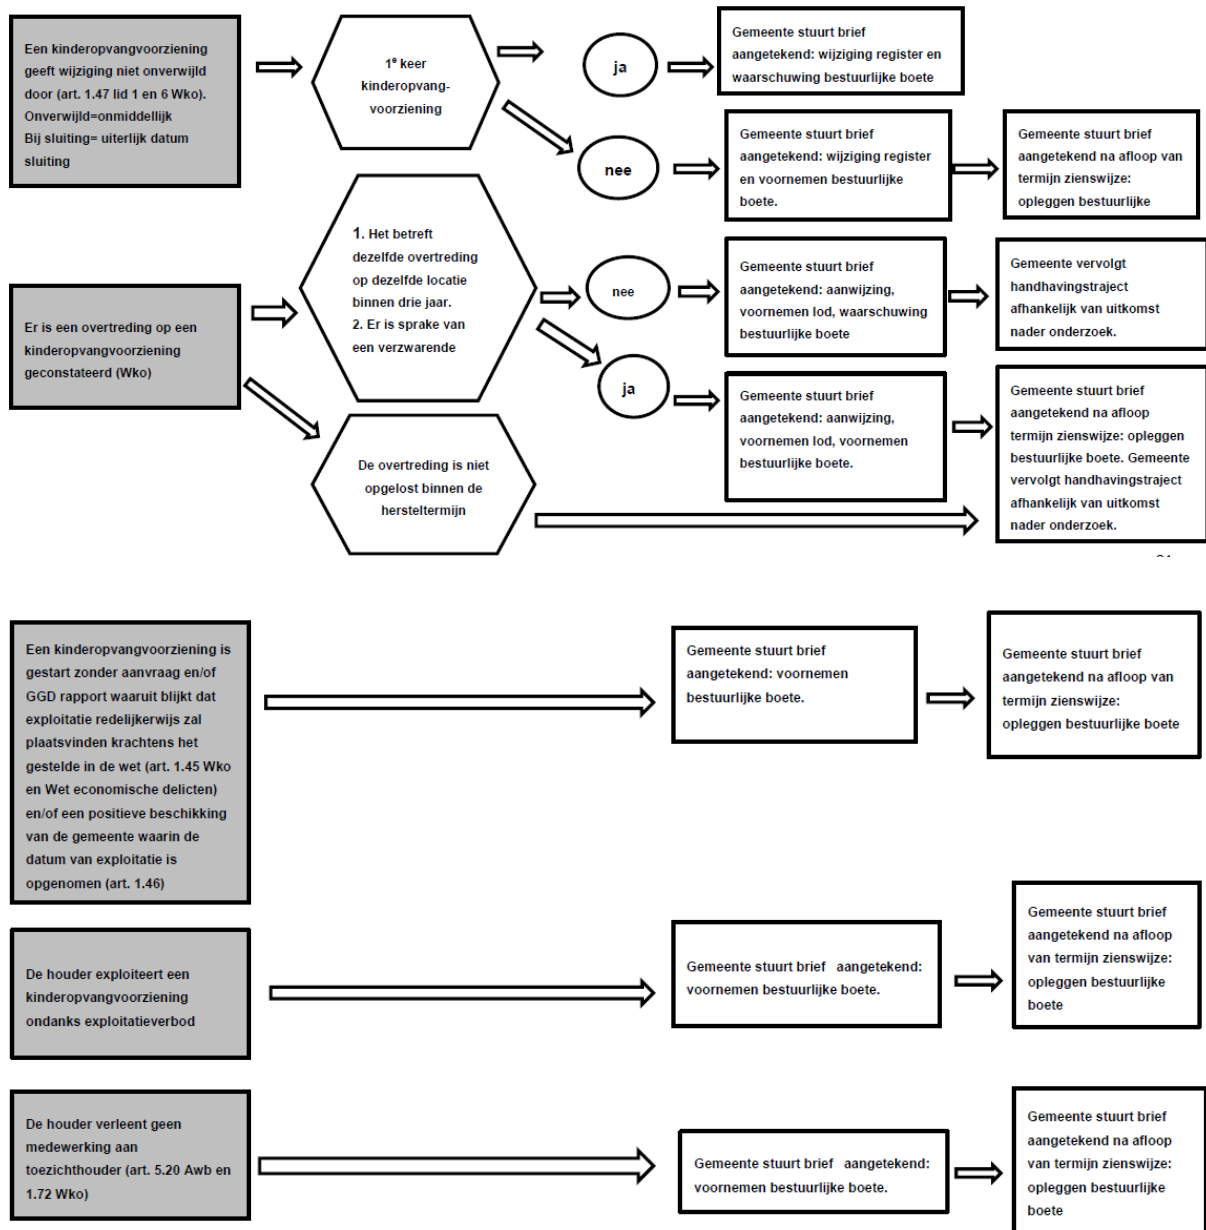 Een kinderopvangvoorziening
geeft wijziging niet onverwijld
door (art. 1.47 lid 1 en 6 Wko).
Onverwijld=onmiddellijk
Bij sluiting= uiterlijk datum
sluiting
1e keer
kinderopvang-
voorziening
ja
Gemeente stuurt brief
aangetekend: wijziging register en
waarschuwing bestuurlijke boete
nee
Gemeente stuurt brief
aangetekend: wijziging register
en voornemen bestuurlijke
boete.
Gemeente stuurt brief
aangetekend na afloop van
termijn zienswijze:
opleggen bestuurlijke
Er is een overtreding op een
kinderopvangvoorziening
geconstateerd (Wko)
1. Het betreft
dezelfde overtreding
op dezelfde locatie
binnen drie jaar.
2. Er is sprake van
een verzwarende
nee
Gemeente stuurt brief
aangetekend: aanwijzing,
voornemen lod, waarschuwing
bestuurlijke boete
Gemeente vervolgt
handhavingstraject
afhankelijk van uitkomst
nader onderzoek.
ja
Gemeente stuurt brief
aangetekend: aanwijzing,
voornemen lod, voornemen
bestuurlijke boete.
Gemeente stuurt brief
aangetekend na afloop
termijn zienswijze: opleggen
bestuurlijke boete. Gemeente
vervolgt handhavingstraject
afhankelijk van uitkomst
nader onderzoek.
De overtreding is niet
opgelost binnen de
hersteltermijn
Een kinderopvangvoorziening is
gestart zonder aanvraag en/of
GGD rapport waaruit blijkt dat
exploitatie redelijkerwijs zal
plaatsvinden krachtens het
gestelde in de wet (art. 1.45 Wko
en Wet economische delicten)
en/of een positieve beschikking
van de gemeente waarin de
datum van exploitatie is
opgenomen (art. 1.46)
Gemeente stuurt brief
aangetekend: voornemen
bestuurlijke boete.
Gemeente stuurt brief
aangetekend na afloop van
termijn zienswijze:
opleggen bestuurlijke boete
De houder exploiteert een
kinderopvangvoorziening
ondanks exploitatieverbod
Gemeente stuurt brief aangetekend:
voornemen bestuurlijke boete.
Gemeente stuurt brief
aangetekend na afloop
van termijn zienswijze:
opleggen bestuurlijke
boete
De houder verleent geen
medewerking aan
toezichthouder (art. 5.20 Awb en
1.72 Wko)
Gemeente stuurt brief aangetekend:
voornemen bestuurlijke boete.
Gemeente stuurt brief
aangetekend na afloop
van termijn zienswijze:
opleggen bestuurlijke
boete